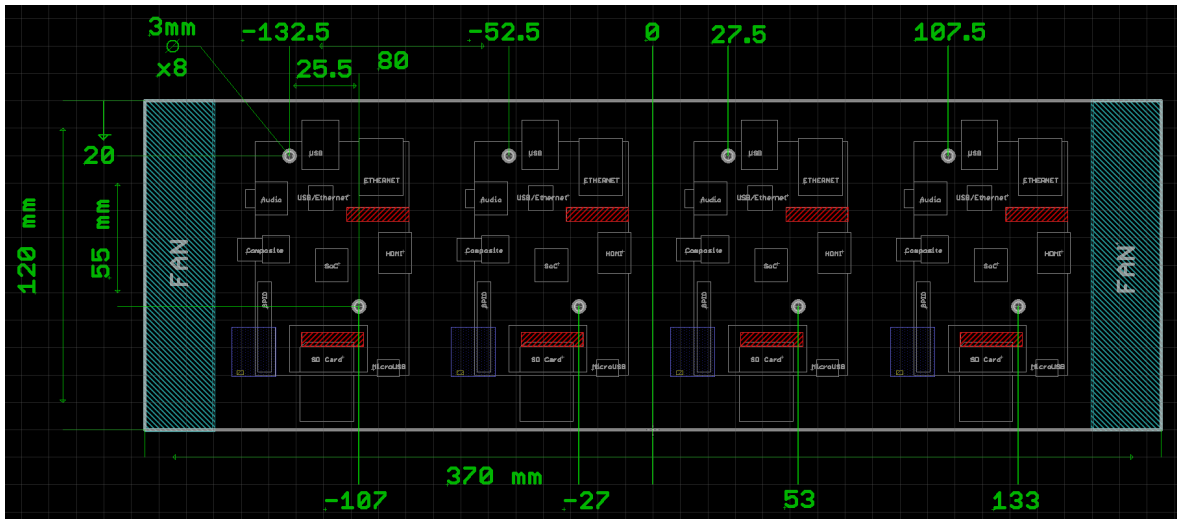 3mm -132.5 -52.5 0 27.5 107.5
Ø
x8 80
25.5
20
USB USB USB USB
ETHERNET ETHERNET ETHERNET ETHERNET
Audio USB/Ethernet Audio USB/Ethernet Audio USB/Ethernet Audio USB/Ethernet
120 mm
55 mm
FAN
Composite SoC HDMI Composite SoC HDMI Composite SoC HDMI Composite SoC HDMI
FAN
GPIO GPIO GPIO GPIO
SD Card MicroUSB SD Card MicroUSB SD Card MicroUSB SD Card MicroUSB
370 mm
-107 -27 53 133